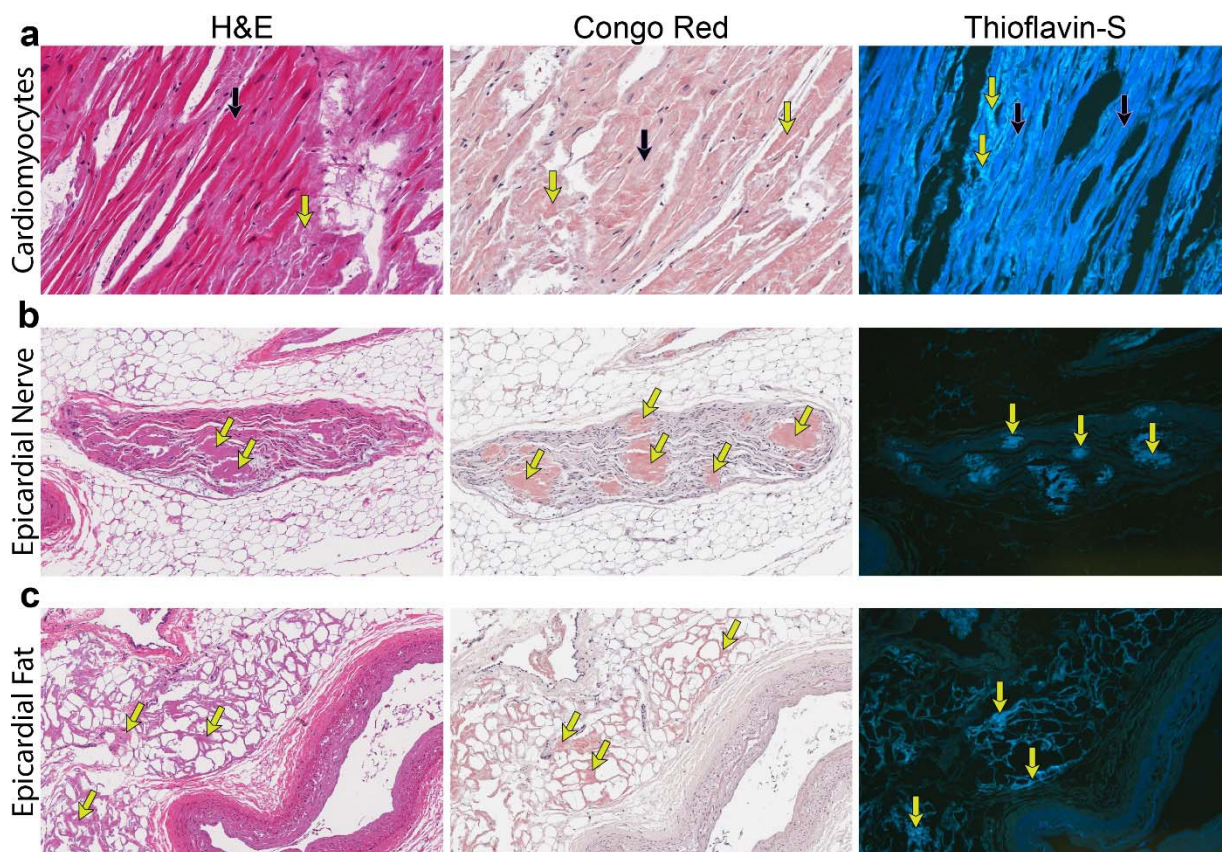 H&E Congo Red Thioflavin-S
a
Cardiomyocytes
b
Epicardial Nerve
c
Epicardial Fat